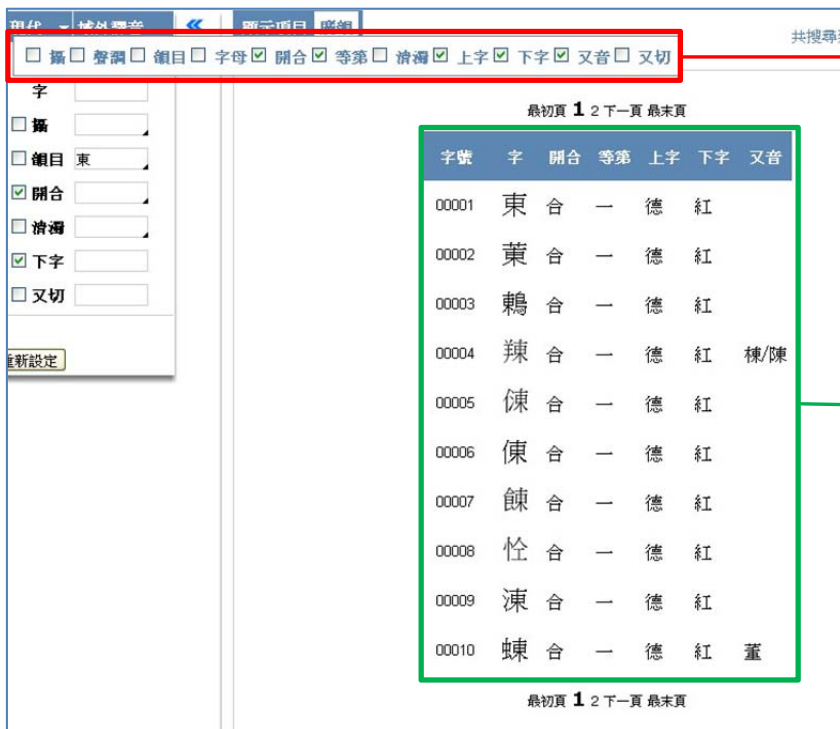 現代 域外譯音 顯示項目 廣韻
共搜尋
攝 聲調 韻目 字母 開合 等第 清濁 上字 下字 又音 又切
字
攝
韻目 東
開合
清濁
下字
又切
重新設定
最初頁 1 2 下一頁 最末頁
字號 字 開合 等第 上字 下字 又音
00001 東 合 一 德 紅
00002 菄 合 一 德 紅
00003 鶇 合 一 德 紅
00004 䍶 合 一 德 紅 棟/陳
00005 倲 合 一 德 紅
00006 倲 合 一 德 紅
00007 餗 合 一 德 紅
00008 恮 合 一 德 紅
00009 涷 合 一 德 紅
00010 蝀 合 一 德 紅 董
最初頁 1 2 下一頁 最末頁